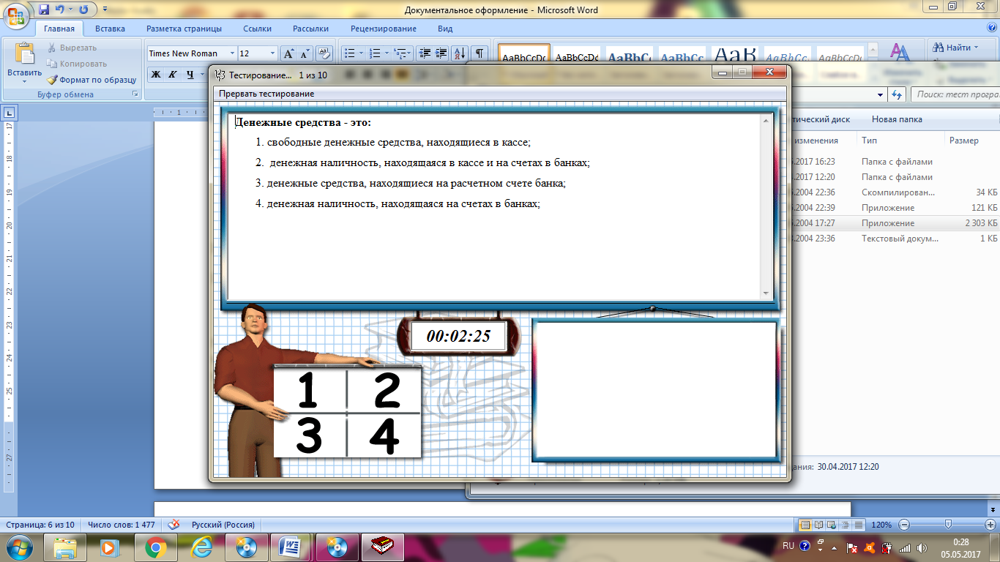 Документальное оформление - Microsoft Word
Главная Вставка Разметка страницы Ссылки Рассылки Рецензирование Вид
Вставить
Вырезать
Копировать
Формат по образцу
Буфер обмена
Times New Roman 12
Ж К Ч
AaBbCcDc AaBbCcDc AaBbC AaBbCc AaB AaBbCc AaBbCcDc
Найти
Тестирование... 1 из 10
Прервать тестирование
Денежные средства - это:
1. свободные денежные средства, находящиеся в кассе;
2. денежная наличность, находящаяся в кассе и на счетах в банках;
3. денежные средства, находящиеся на расчетном счете банка;
4. денежная наличность, находящаяся на счетах в банках;
00:02:25
1 2
3 4
Поиск: тест програ
тический диск Новая папка
изменения Тип Размер
.2017 16:23 Папка с файлами
.2017 12:20 Папка с файлами
.2004 22:36 Скомпилирован... 34 КБ
.2004 22:39 Приложение 121 КБ
.2004 17:27 Приложение 2 303 КБ
.2004 23:36 Текстовый докум... 1 КБ
ания: 30.04.2017 12:20
Страница: 6 из 10 Число слов: 1 477 Русский (Россия) 120%
RU 0:28
05.05.2017